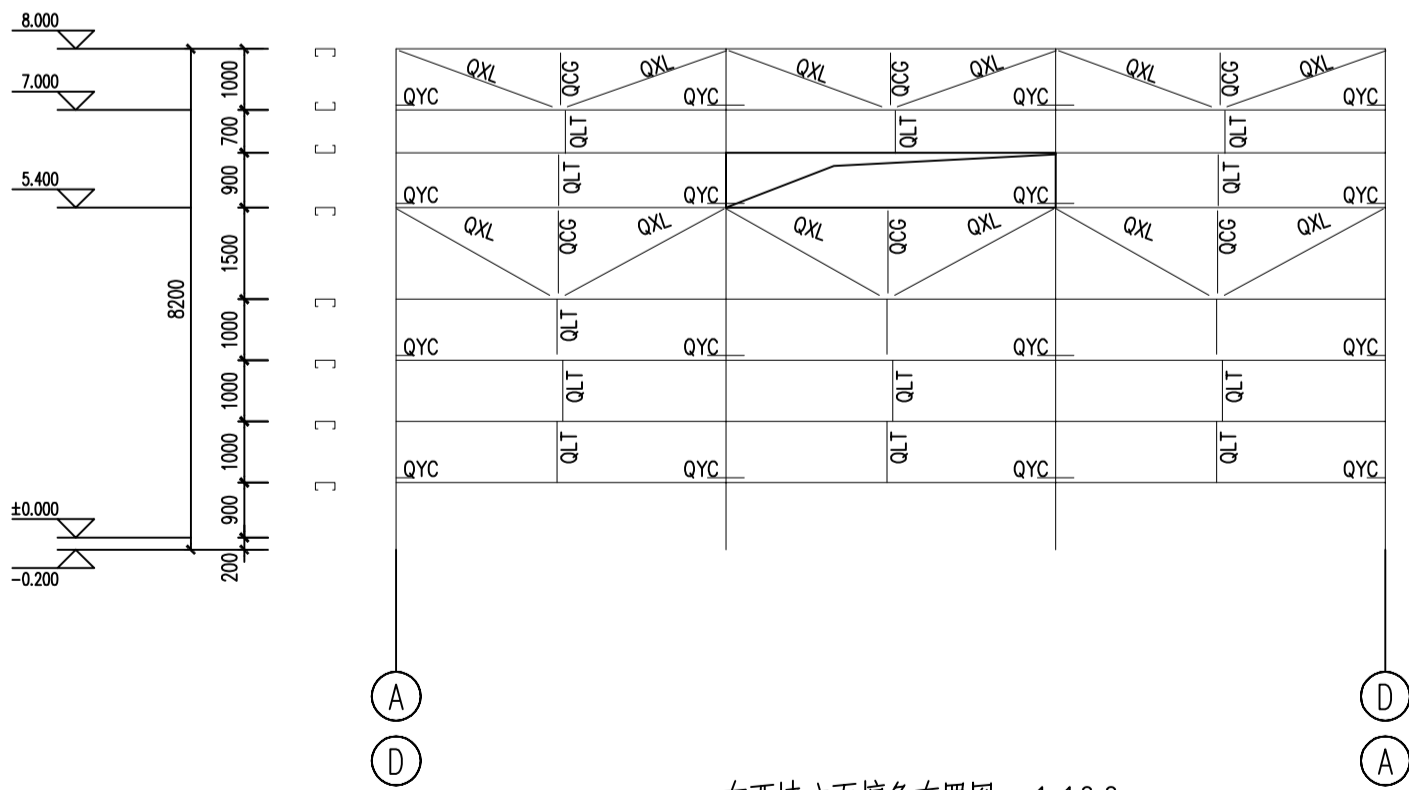 8.000
7.000
5.400
±0.000
-0.200
8200
1000
700
900
1500
1000
1000
1000
900
200
QXL QCG QXL QXL QCG QXL QXL QCG QXL
QYC QYC QYC QYC
QLT QLT QLT
QLT QLT
QYC QYC QYC QYC
QXL QCG QXL QXL QCG QXL QXL QCG QXL
QLT
QYC QYC QYC QYC
QLT QLT QLT
QLT QLT QLT
QYC QYC QYC QYC
A D
D A